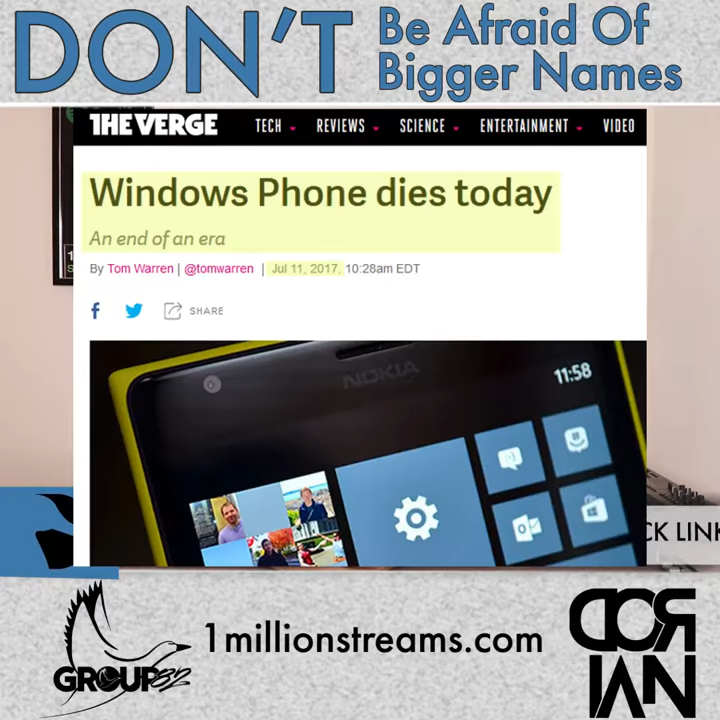 DON'T
Be Afraid Of
Bigger Names
THE VERGE TECH REVIEWS SCIENCE ENTERTAINMENT VIDEO
Windows Phone dies today
An end of an era
By Tom Warren | @tomwarren | Jul 11, 2017, 10:28am EDT
SHARE
NOKIA
11:58
CK LINK
GROUP82
1millionstreams.com
DORIAN